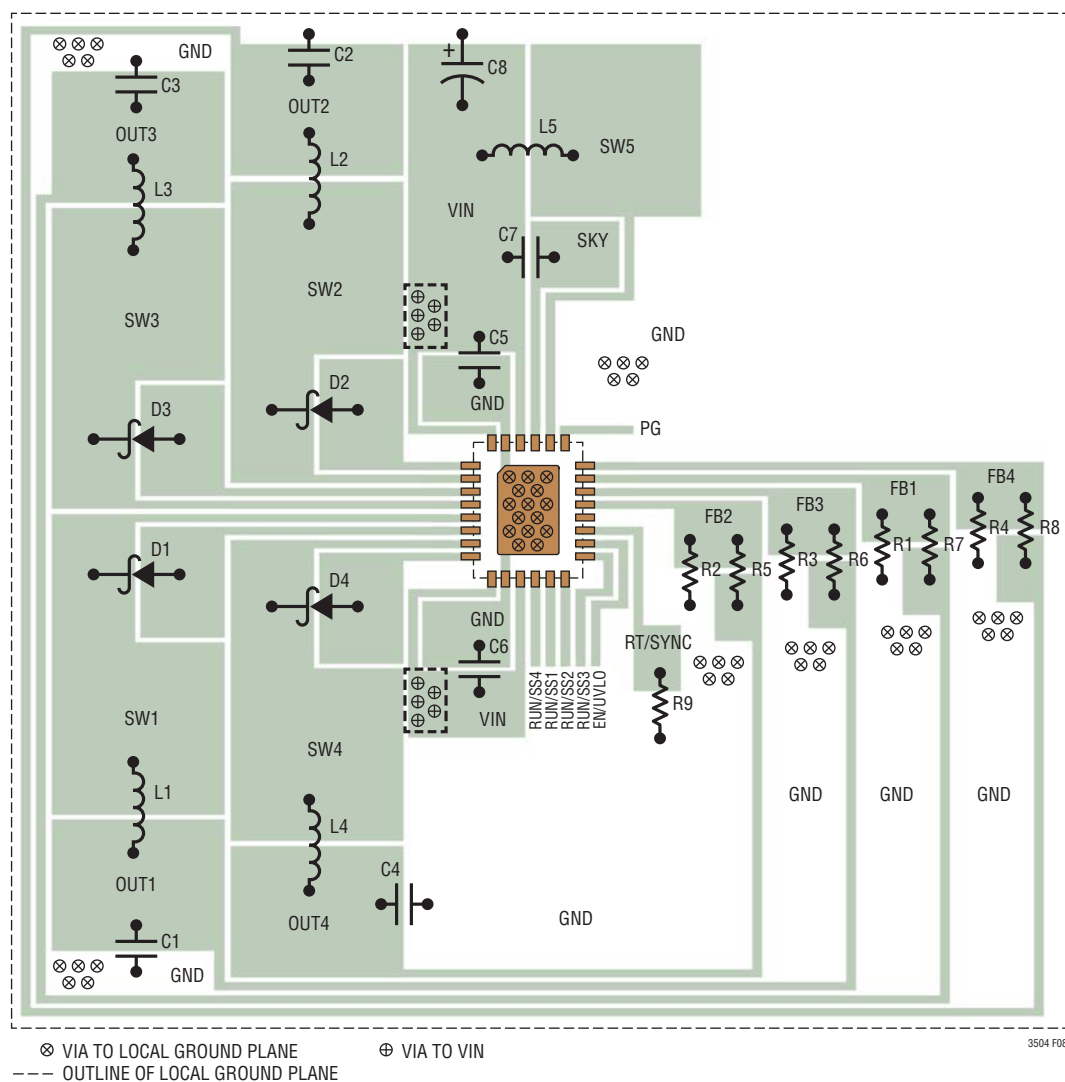 GND
C3
OUT3
L3
SW3
D3
C2
OUT2
L2
SW2
D2
+
C8
L5
SW5
VIN
C7
SKY
C5
GND
GND
PG
FB2
FB3
FB1
FB4
R2
R5
R3
R6
R1
R7
R4
R8
D1
D4
GND
C6
VIN
RUN/SS4
RUN/SS1
RUN/SS2
RUN/SS3
EN/UVLO
RT/SYNC
R9
SW1
L1
OUT1
C1
GND
SW4
L4
OUT4
C4
GND
GND
GND
GND
3504 F08
VIA TO LOCAL GROUND PLANE
VIA TO VIN
OUTLINE OF LOCAL GROUND PLANE